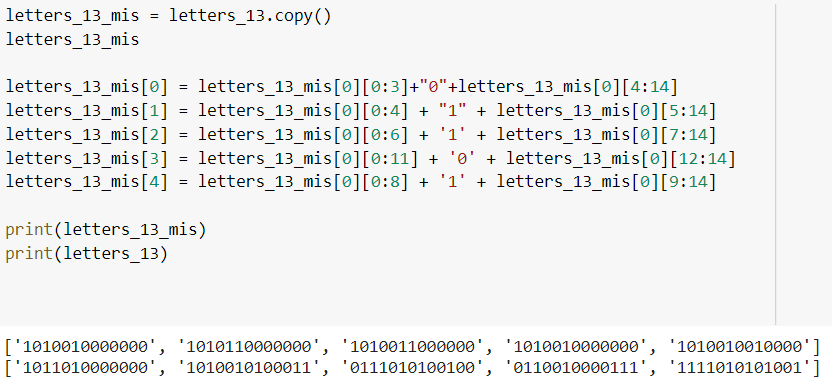 letters_13_mis = letters_13.copy()
letters_13_mis
letters_13_mis[0] = letters_13_mis[0][0:3]+"0"+letters_13_mis[0][4:14]
letters_13_mis[1] = letters_13_mis[0][0:4] + "1" + letters_13_mis[0][5:14]
letters_13_mis[2] = letters_13_mis[0][0:6] + '1' + letters_13_mis[0][7:14]
letters_13_mis[3] = letters_13_mis[0][0:11] + '0' + letters_13_mis[0][12:14]
letters_13_mis[4] = letters_13_mis[0][0:8] + '1' + letters_13_mis[0][9:14]
print(letters_13_mis)
print(letters_13)
['1010010000000', '1010110000000', '1010011000000', '1010010000000', '1010010010000']
['1011010000000', '1010010100011', '0111010100100', '0110010000111', '1111010101001']